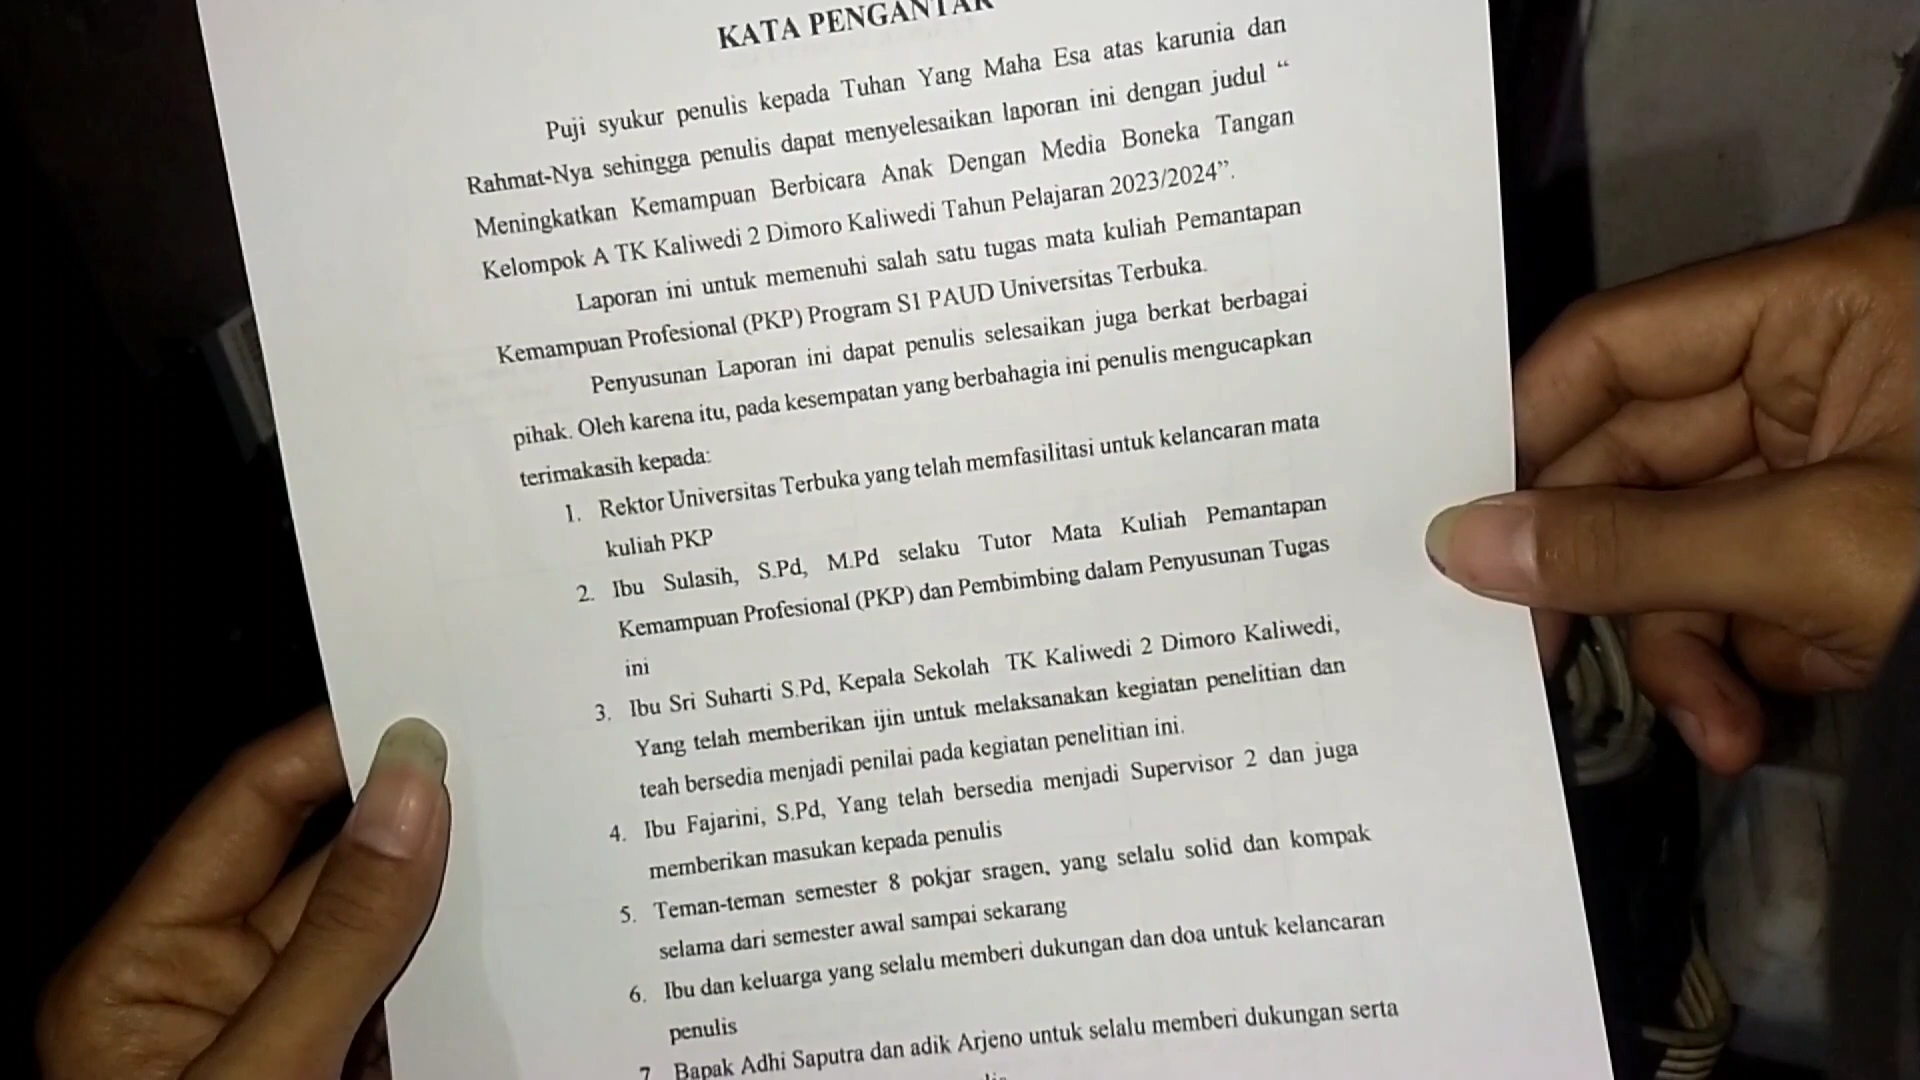 KATA PENGANTAR
Puji syukur penulis kepada Tuhan Yang Maha Esa atas karunia dan
Rahmat-Nya sehingga penulis dapat menyelesaikan laporan ini dengan judul “
Meningkatkan Kemampuan Berbicara Anak Dengan Media Boneka Tangan
Kelompok A TK Kaliwedi 2 Dimoro Kaliwedi Tahun Pelajaran 2023/2024”.
Laporan ini untuk memenuhi salah satu tugas mata kuliah Pemantapan
Kemampuan Profesional (PKP) Program S1 PAUD Universitas Terbuka.
Penyusunan Laporan ini dapat penulis selesaikan juga berkat berbagai
pihak. Oleh karena itu, pada kesempatan yang berbahagia ini penulis mengucapkan
terimakasih kepada:
1. Rektor Universitas Terbuka yang telah memfasilitasi untuk kelancaran mata
kuliah PKP
2. Ibu Sulasih, S.Pd, M.Pd selaku Tutor Mata Kuliah Pemantapan
Kemampuan Profesional (PKP) dan Pembimbing dalam Penyusunan Tugas
ini
3. Ibu Sri Suharti S.Pd, Kepala Sekolah TK Kaliwedi 2 Dimoro Kaliwedi,
Yang telah memberikan ijin untuk melaksanakan kegiatan penelitian dan
teah bersedia menjadi penilai pada kegiatan penelitian ini.
4. Ibu Fajarini, S.Pd, Yang telah bersedia menjadi Supervisor 2 dan juga
memberikan masukan kepada penulis
5. Teman-teman semester 8 pokjar sragen, yang selalu solid dan kompak
selama dari semester awal sampai sekarang
6. Ibu dan keluarga yang selalu memberi dukungan dan doa untuk kelancaran
penulis
7 Bapak Adhi Saputra dan adik Arjeno untuk selalu memberi dukungan serta